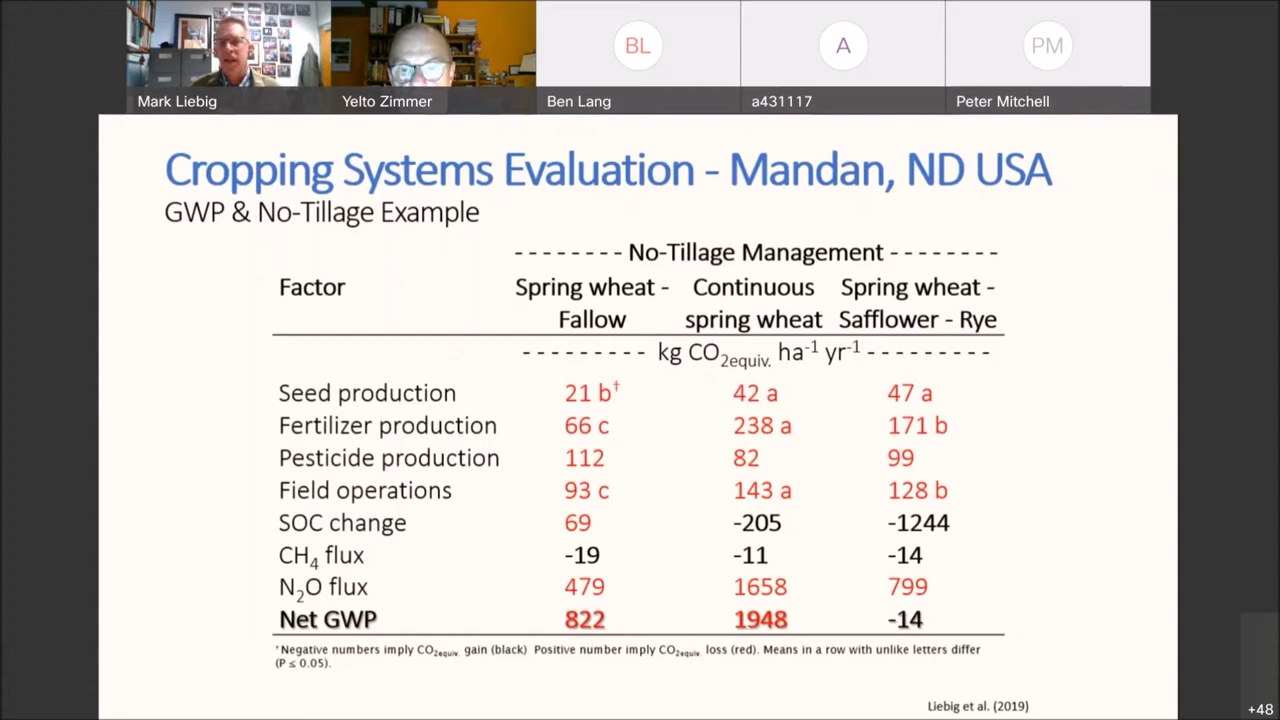 BL
A
PM
Mark Liebig
Yelto Zimmer
Ben Lang
a431117
Peter Mitchell
Cropping Systems Evaluation - Mandan, ND USA
GWP & No-Tillage Example
- - - - - - - - No-Tillage Management - - - - - - - -
Factor Spring wheat - Fallow Continuous spring wheat Spring wheat - Safflower - Rye
- - - - - - - - - kg CO2equiv. ha-1 yr-1 - - - - - - - - -
Seed production 21 b† 42 a 47 a
Fertilizer production 66 c 238 a 171 b
Pesticide production 112 82 99
Field operations 93 c 143 a 128 b
SOC change 69 -205 -1244
CH4 flux -19 -11 -14
N2O flux 479 1658 799
Net GWP 822 1948 -14
†Negative numbers imply CO2equiv. gain (black) Positive number imply CO2equiv. loss (red). Means in a row with unlike letters differ
(P ≤ 0.05).
Liebig et al. (2019)
+48